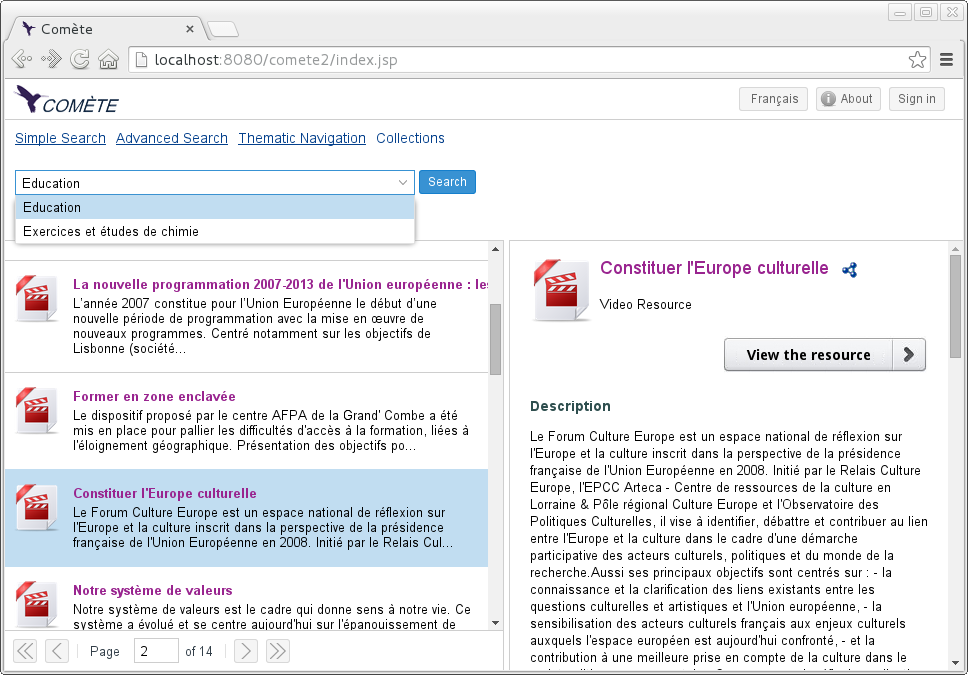 Comète
localhost:8080/comete2/index.jsp
COMÈTE
Français
About
Sign in
Simple Search Advanced Search Thematic Navigation Collections
Education
Search
Education
Exercices et études de chimie
La nouvelle programmation 2007-2013 de l'Union européenne : les
L'année 2007 constitue pour l'Union Européenne le début d'une
nouvelle période de programmation avec la mise en œuvre de
nouveaux programmes. Centré notamment sur les objectifs de
Lisbonne (société...
Former en zone enclavée
Le dispositif proposé par le centre AFPA de la Grand' Combe a été
mis en place pour pallier les difficultés d'accès à la formation, liées à
l'éloignement géographique. Présentation des objectifs po...
Constituer l'Europe culturelle
Le Forum Culture Europe est un espace national de réflexion sur
l'Europe et la culture inscrit dans la perspective de la présidence
française de l'Union Européenne en 2008. Initié par le Relais Cul...
Notre système de valeurs
Notre système de valeurs est le cadre qui donne sens à notre vie. Ce
système a évolué et se centre aujourd'hui sur l'épanouissement de
Page 2 of 14
Constituer l'Europe culturelle
Video Resource
View the resource
Description
Le Forum Culture Europe est un espace national de réflexion sur
l'Europe et la culture inscrit dans la perspective de la présidence
française de l'Union Européenne en 2008. Initié par le Relais Culture
Europe, l'EPCC Arteca - Centre de ressources de la culture en
Lorraine & Pôle régional Culture Europe et l'Observatoire des
Politiques Culturelles, il vise à identifier, débattre et contribuer au lien
entre l'Europe et la culture dans le cadre d'une démarche
participative des acteurs culturels, politiques et du monde de la
recherche.Aussi ses principaux objectifs sont centrés sur : - la
connaissance et la clarification des liens existants entre les
questions culturelles et artistiques et l'Union européenne, - la
sensibilisation des acteurs culturels français aux enjeux culturels
auxquels l'espace européen est aujourd'hui confronté, - et la
contribution à une meilleure prise en compte de la culture dans le